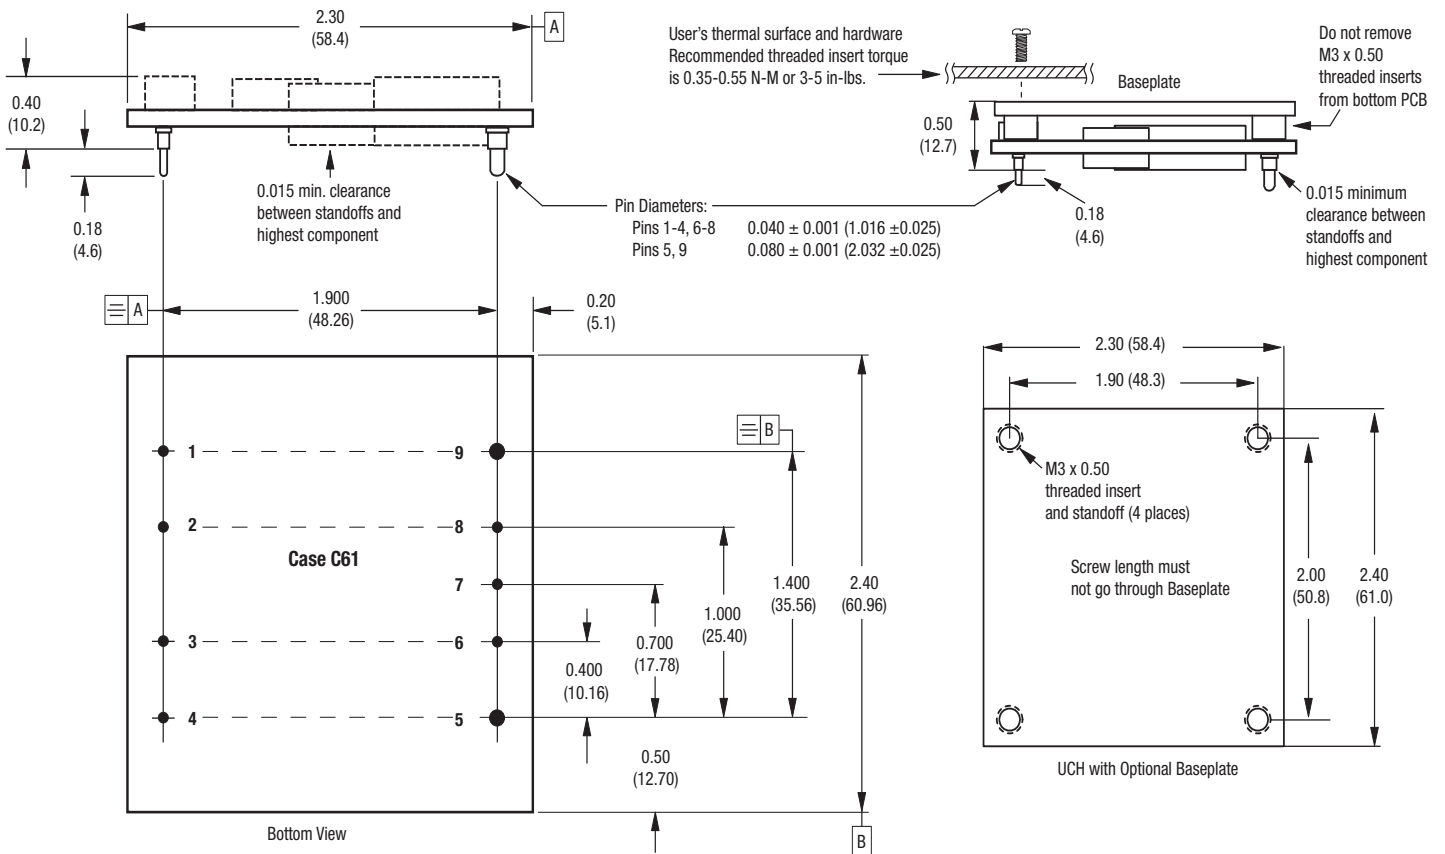 2.30
(58.4)
A
0.40
(10.2)
0.18
(4.6)
0.015 min. clearance
between standoffs and
highest component
User's thermal surface and hardware
Recommended threaded insert torque
is 0.35-0.55 N-M or 3-5 in-lbs.
Do not remove
M3 x 0.50
threaded inserts
from bottom PCB
Baseplate
0.50
(12.7)
0.18
(4.6)
0.015 minimum
clearance between
standoffs and
highest component
Pin Diameters:
Pins 1-4, 6-8 0.040 ± 0.001 (1.016 ±0.025)
Pins 5, 9 0.080 ± 0.001 (2.032 ±0.025)
A
1.900
(48.26)
0.20
(5.1)
B
1 9
2 8
Case C61
7
3 6
4 5
0.400
(10.16)
0.700
(17.78)
1.000
(25.40)
1.400
(35.56)
2.40
(60.96)
0.50
(12.70)
B
Bottom View
2.30 (58.4)
1.90 (48.3)
M3 x 0.50
threaded insert
and standoff (4 places)
Screw length must
not go through Baseplate
2.00
(50.8)
2.40
(61.0)
UCH with Optional Baseplate